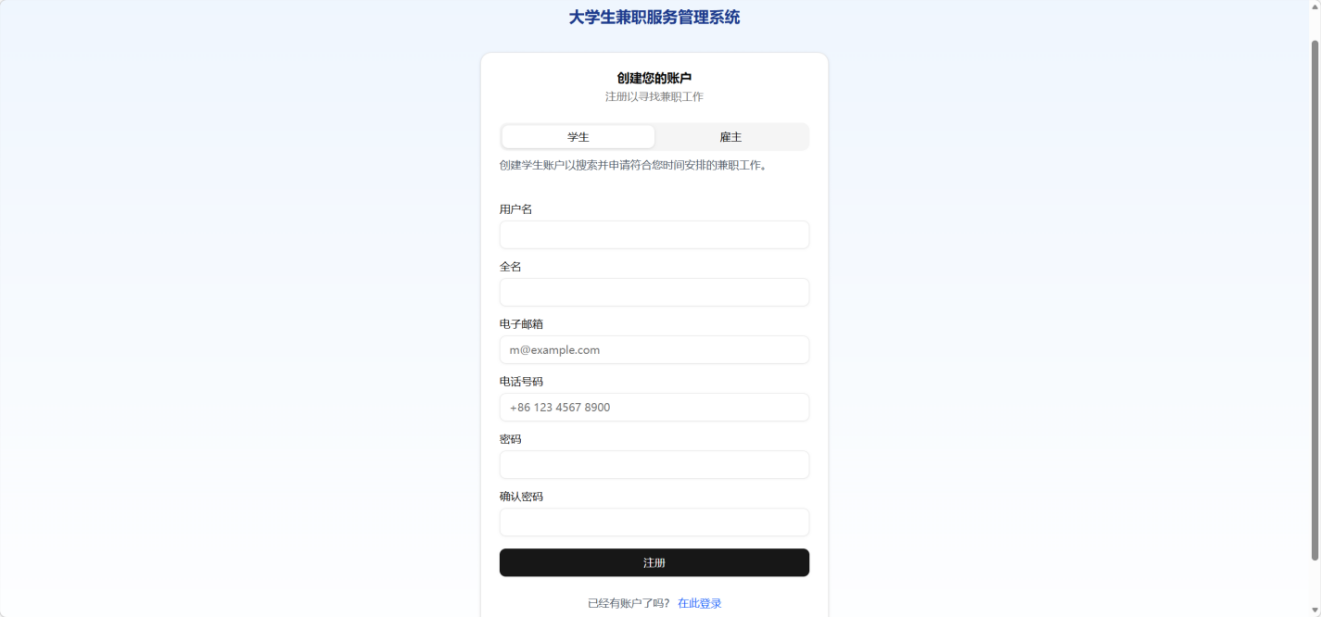 大学生兼职服务管理系统
创建您的账户
注册以寻找兼职工作
学生
雇主
创建学生账户以搜索并申请符合您时间安排的兼职工作。
用户名
全名
电子邮箱
m@example.com
电话号码
+86 123 4567 8900
密码
确认密码
注册
已经有账户了吗? 在此登录